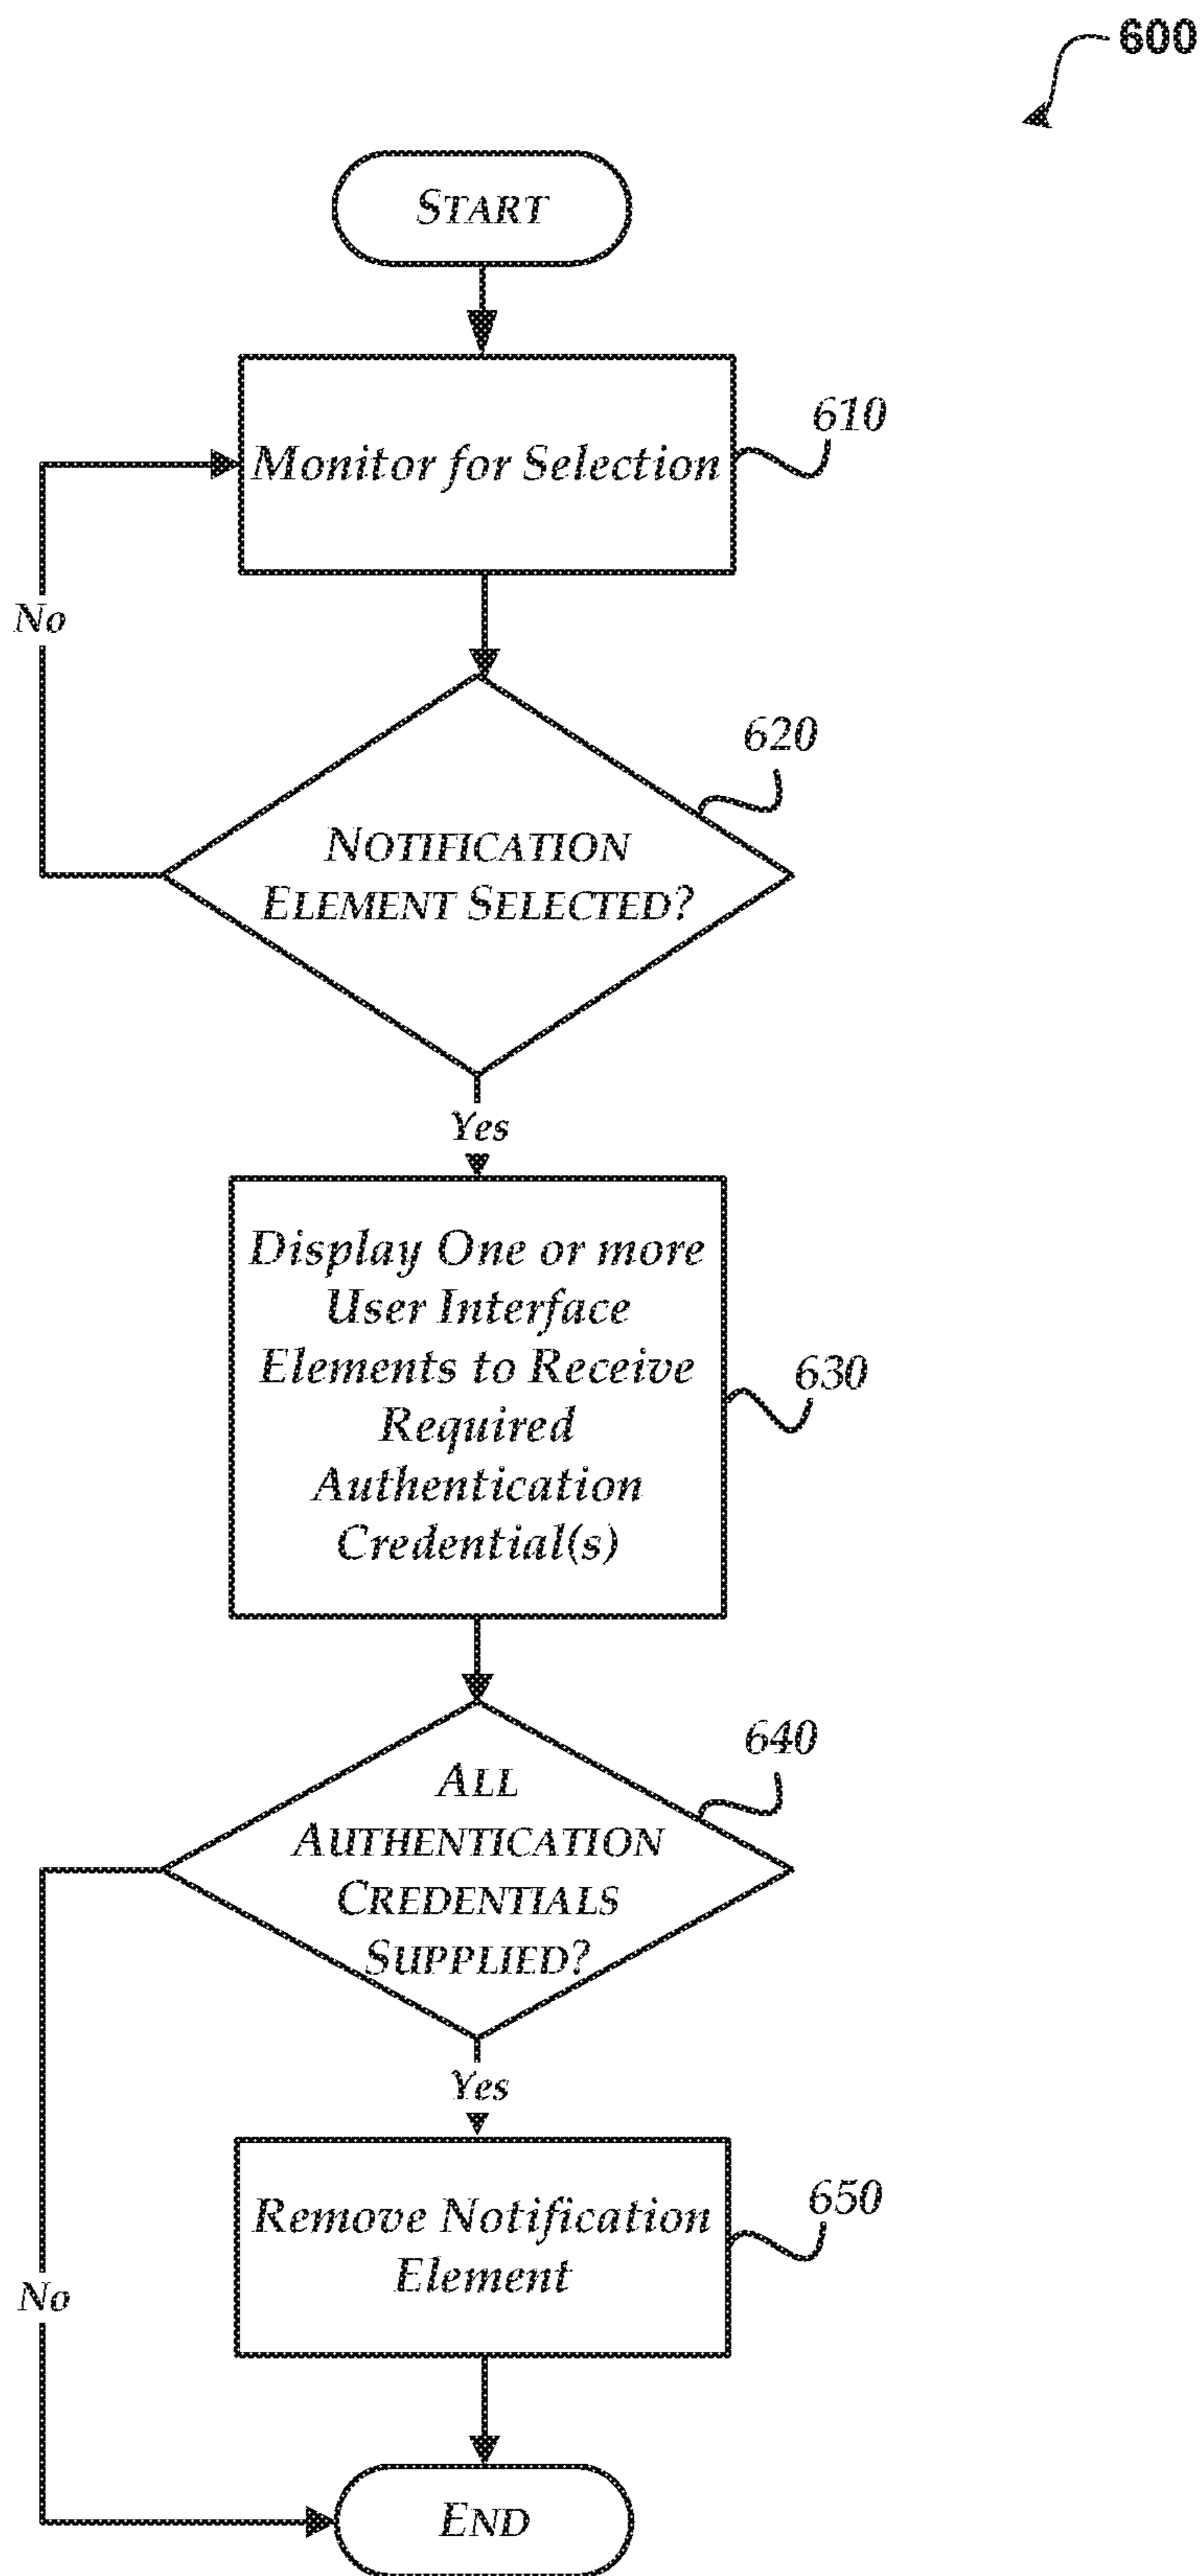 600
START
610
Monitor for Selection
No
620
NOTIFICATION
ELEMENT SELECTED?
Yes
Display One or more
User Interface
Elements to Receive
Required
Authentication
Credential(s)
630
640
ALL
AUTHENTICATION
CREDENTIALS
SUPPLIED?
Yes
650
Remove Notification
Element
No
END